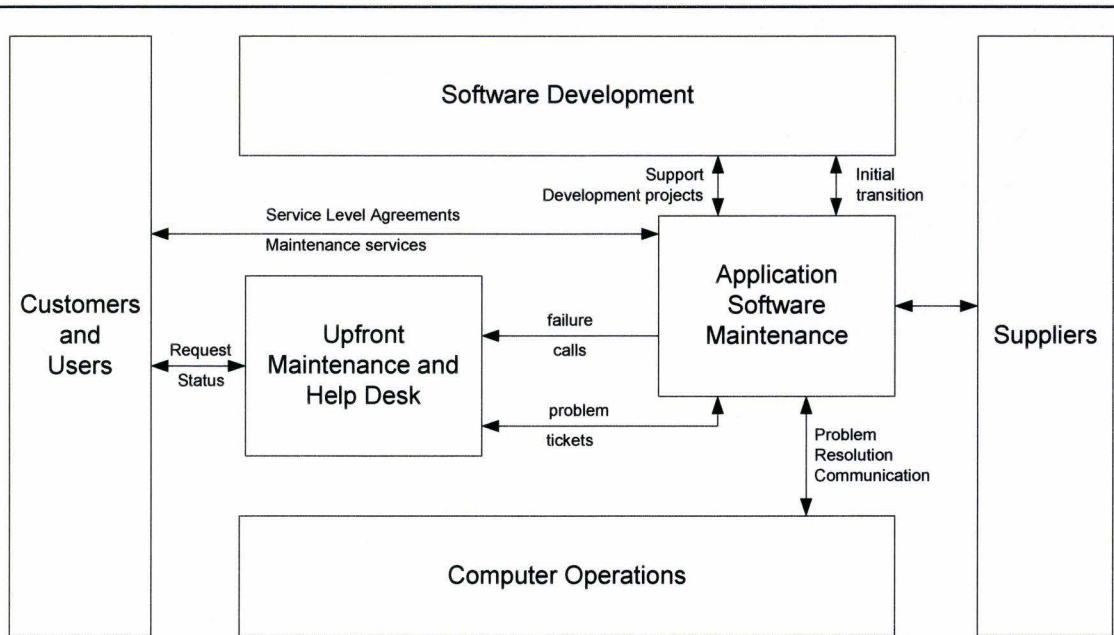 Software Development
Support
Development projects
Initial
transition
Service Level Agreements
Maintenance services
Customers
and
Users
Request
Status
Upfront
Maintenance and
Help Desk
failure
calls
problem
tickets
Application
Software
Maintenance
Suppliers
Problem
Resolution
Communication
Computer Operations